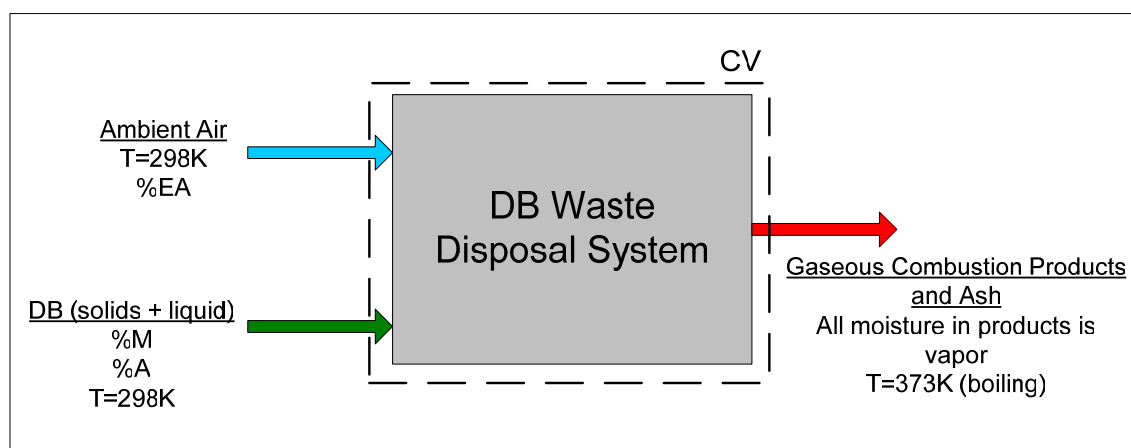 CV
Ambient Air
T=298K
%EA
DB Waste
Disposal System
DB (solids + liquid)
%M
%A
T=298K
Gaseous Combustion Products
and Ash
All moisture in products is
vapor
T=373K (boiling)